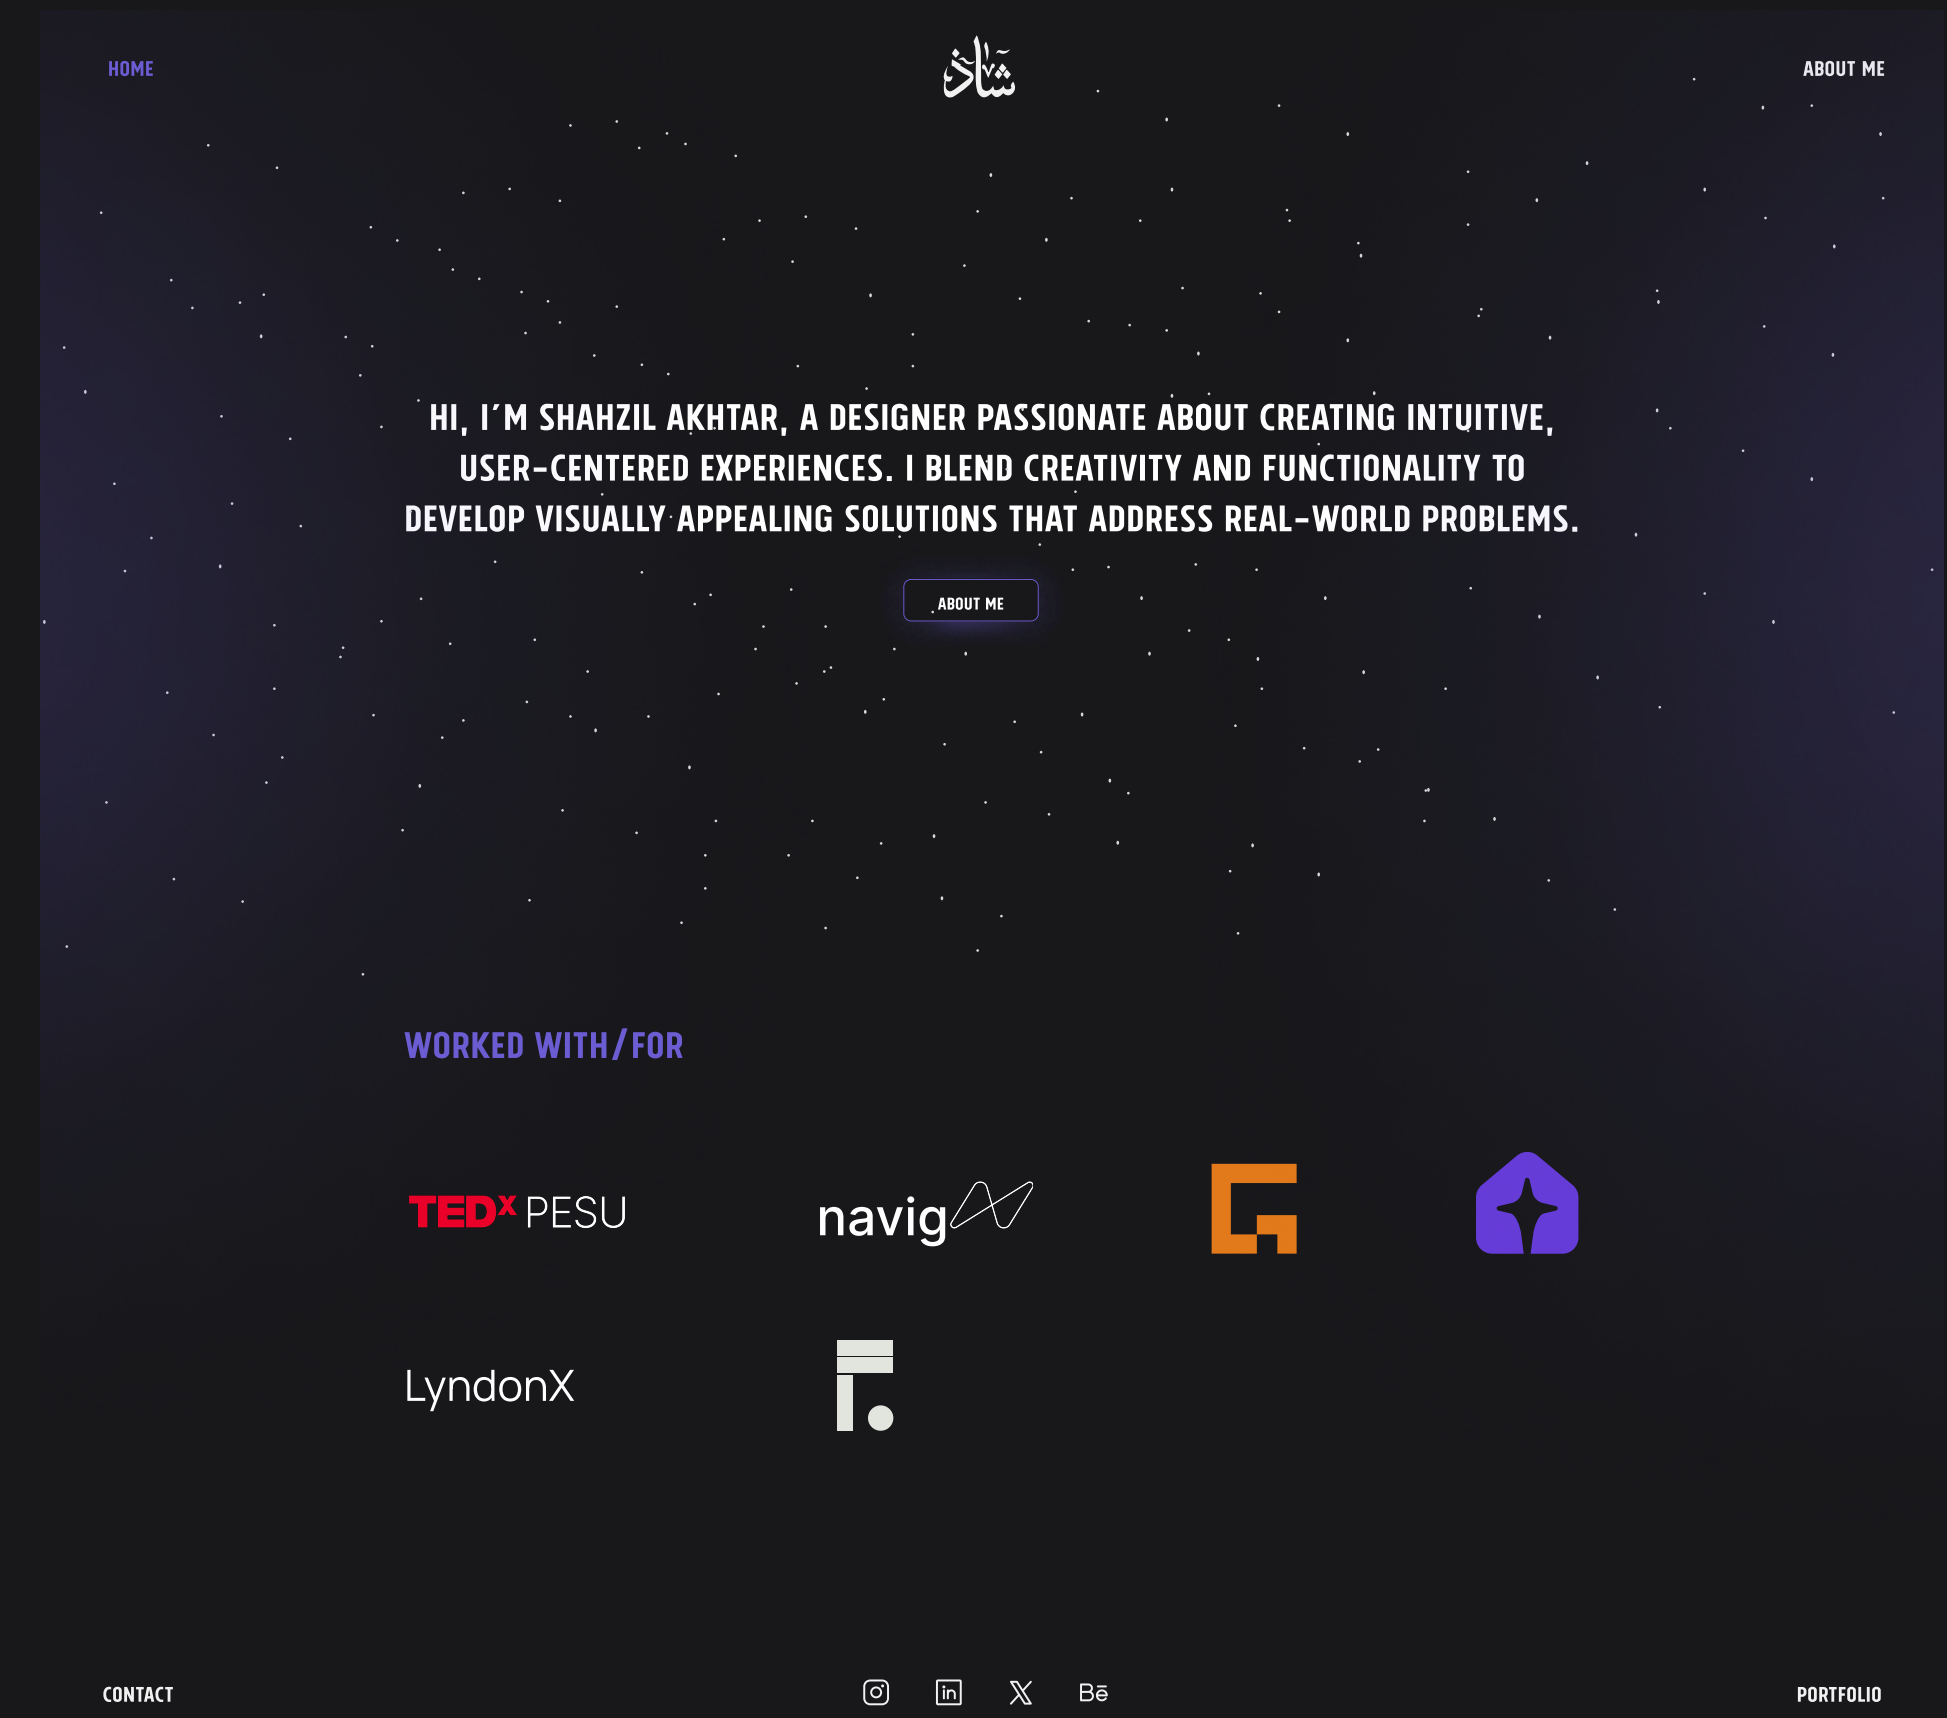 HOME
شاذ
ABOUT ME
HI, I'M SHAHZIL AKHTAR, A DESIGNER PASSIONATE ABOUT CREATING INTUITIVE,
USER-CENTERED EXPERIENCES. I BLEND CREATIVITY AND FUNCTIONALITY TO
DEVELOP VISUALLY APPEALING SOLUTIONS THAT ADDRESS REAL-WORLD PROBLEMS.
ABOUT ME
WORKED WITH/FOR
TEDx PESU
navig
LyndonX
F.
CONTACT
in
X
Bē
PORTFOLIO